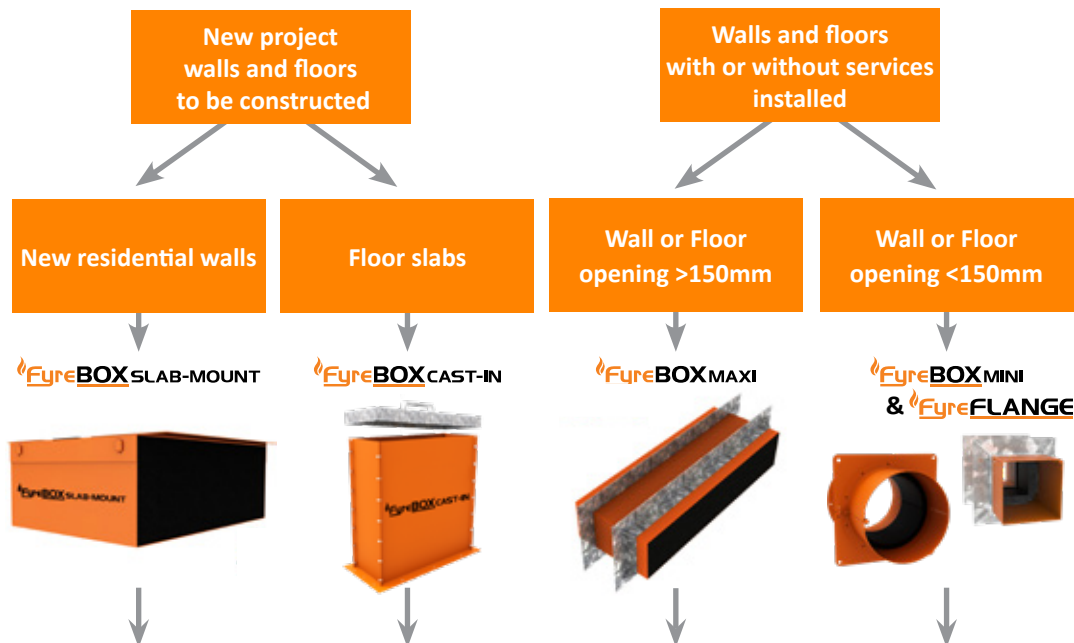 New project
walls and floors
to be constructed
Walls and floors
with or without services
installed
New residential walls
Floor slabs
Wall or Floor
opening >150mm
Wall or Floor
opening <150mm
FyreBOX SLAB-MOUNT
FyreBOX CAST-IN
FyreBOX MAXI
FyreBOX MINI
& FyreFLANGE
FyreBOX SLAB-MOUNT
FyreBOX CAST-IN